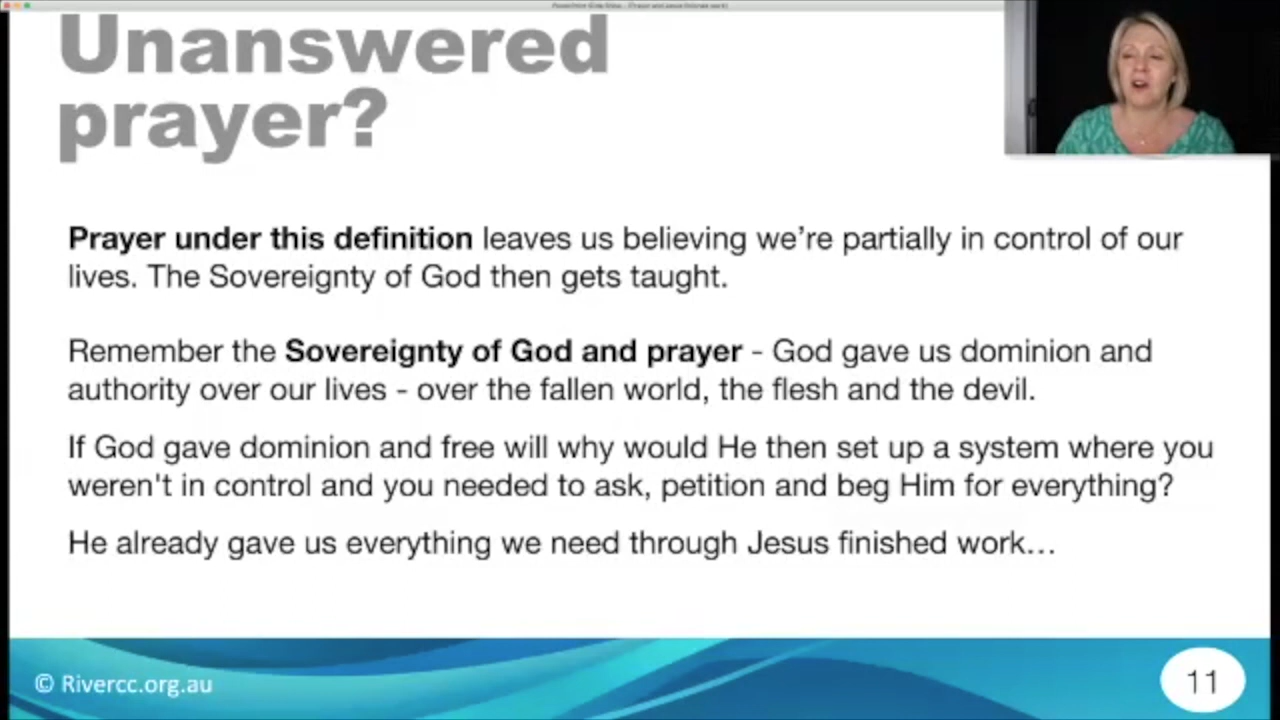 Unanswered
prayer?
Prayer under this definition leaves us believing we’re partially in control of our
lives. The Sovereignty of God then gets taught.
Remember the Sovereignty of God and prayer - God gave us dominion and
authority over our lives - over the fallen world, the flesh and the devil.
If God gave dominion and free will why would He then set up a system where you
weren't in control and you needed to ask, petition and beg Him for everything?
He already gave us everything we need through Jesus finished work…
© Rivercc.org.au
11